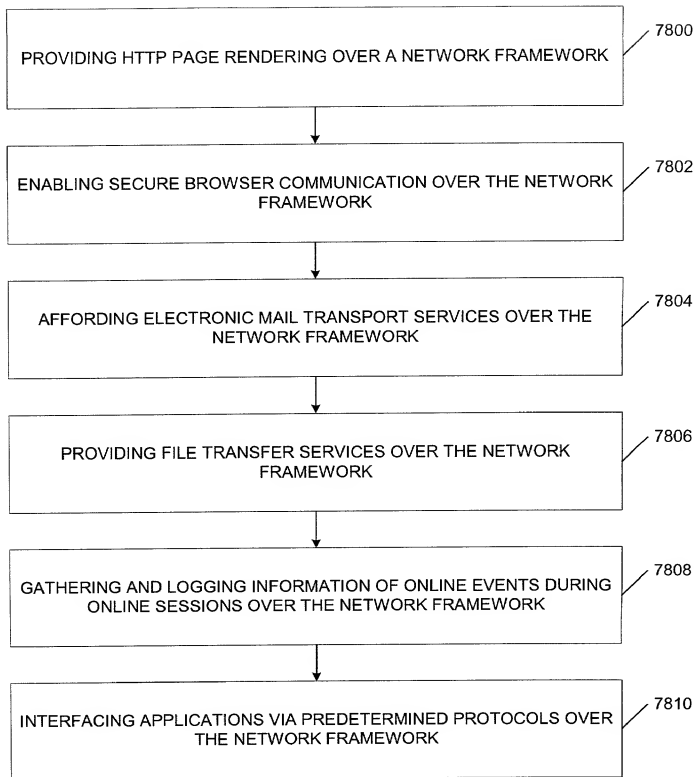 7800
PROVIDING HTTP PAGE RENDERING OVER A NETWORK FRAMEWORK
7802
ENABLING SECURE BROWSER COMMUNICATION OVER THE NETWORK
FRAMEWORK
7804
AFFORDING ELECTRONIC MAIL TRANSPORT SERVICES OVER THE
NETWORK FRAMEWORK
7806
PROVIDING FILE TRANSFER SERVICES OVER THE NETWORK
FRAMEWORK
7808
GATHERING AND LOGGING INFORMATION OF ONLINE EVENTS DURING
ONLINE SESSIONS OVER THE NETWORK FRAMEWORK
7810
INTERFACING APPLICATIONS VIA PREDETERMINED PROTOCOLS OVER
THE NETWORK FRAMEWORK